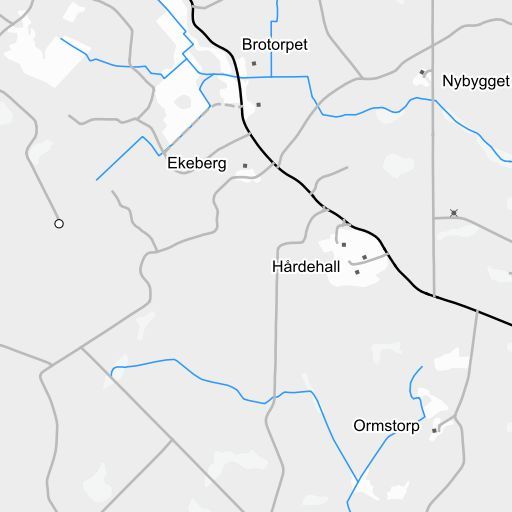 Brotorpet
Nybygget
Ekeberg
Hårdehall
Ormstorp